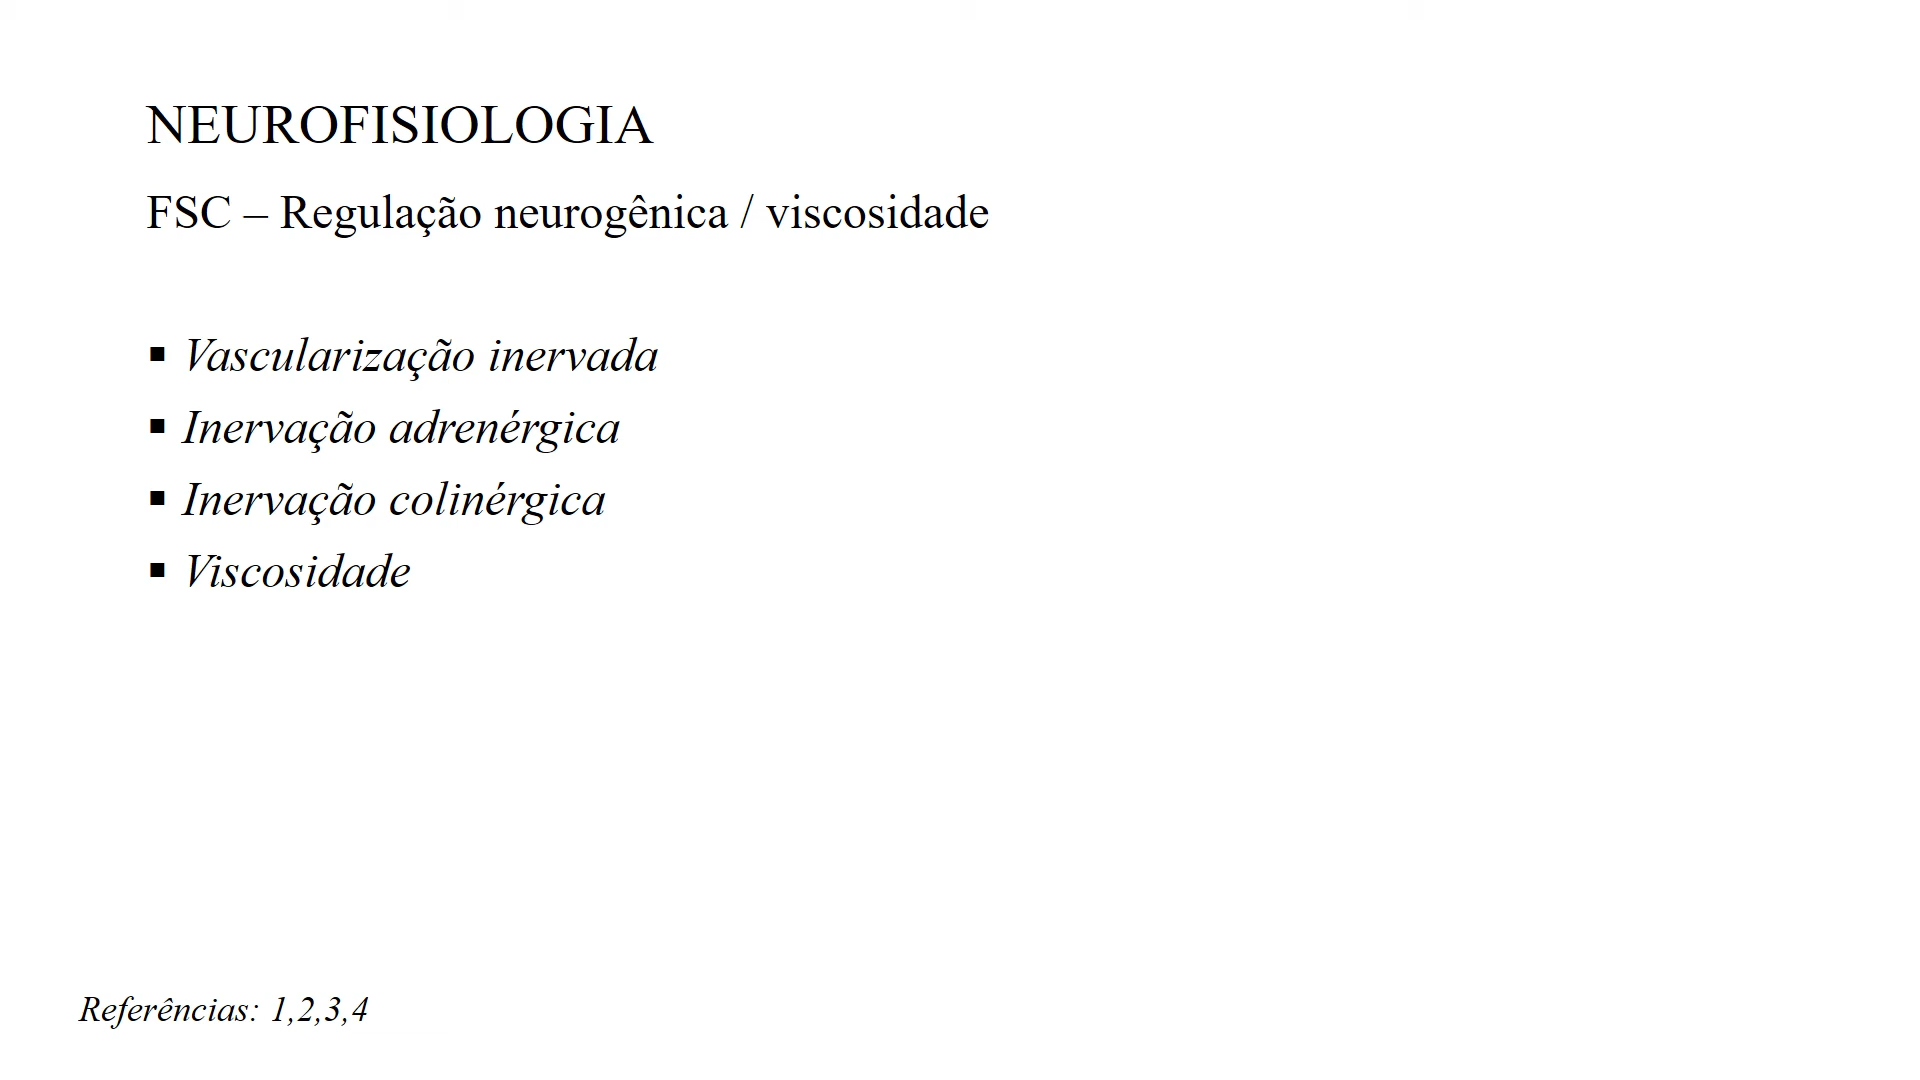 NEUROFISIOLOGIA
FSC – Regulação neurogênica / viscosidade
▪ Vascularização inervada
▪ Inervação adrenérgica
▪ Inervação colinérgica
▪ Viscosidade
Referências: 1,2,3,4